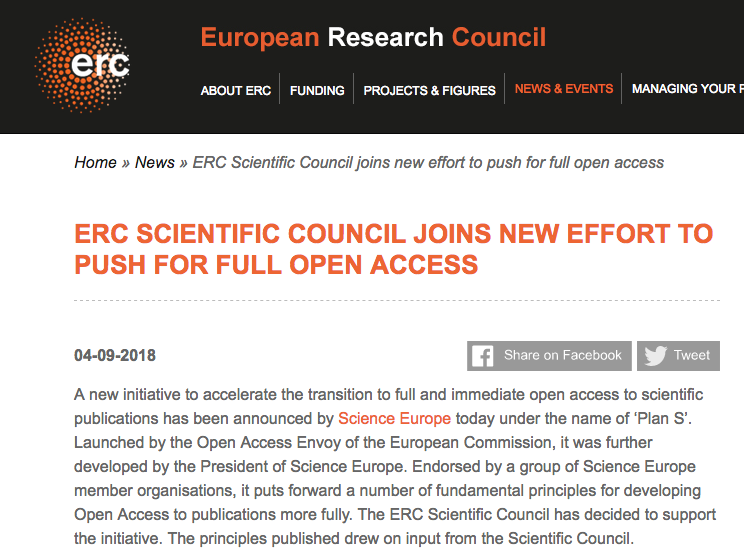 erc
European Research Council
ABOUT ERC
FUNDING
PROJECTS & FIGURES
NEWS & EVENTS
MANAGING YOUR
Home » News » ERC Scientific Council joins new effort to push for full open access
ERC SCIENTIFIC COUNCIL JOINS NEW EFFORT TO
PUSH FOR FULL OPEN ACCESS
04-09-2018
Share on Facebook
Tweet
A new initiative to accelerate the transition to full and immediate open access to scientific
publications has been announced by Science Europe today under the name of ‘Plan S’.
Launched by the Open Access Envoy of the European Commission, it was further
developed by the President of Science Europe. Endorsed by a group of Science Europe
member organisations, it puts forward a number of fundamental principles for developing
Open Access to publications more fully. The ERC Scientific Council has decided to support
the initiative. The principles published drew on input from the Scientific Council.